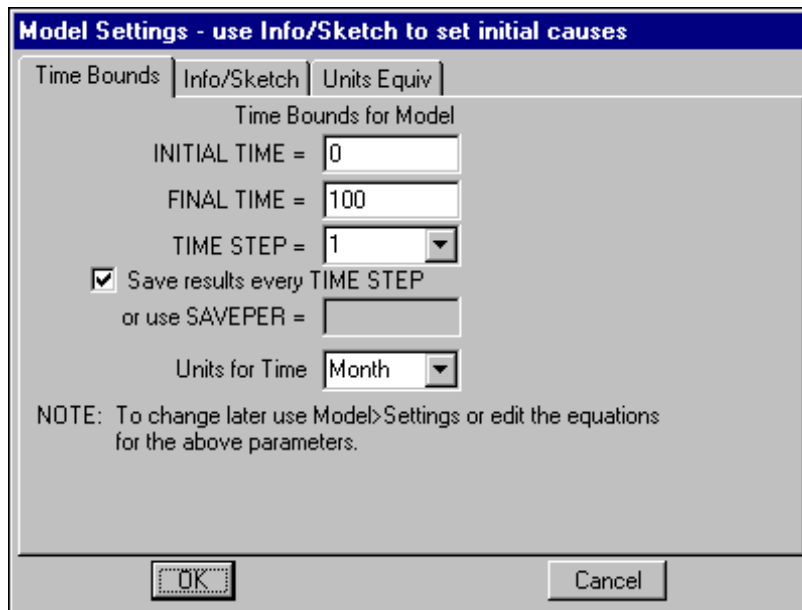 Model Settings - use Info/Sketch to set initial causes
Time Bounds Info/Sketch Units Equiv
Time Bounds for Model
INITIAL TIME = 0
FINAL TIME = 100
TIME STEP = 1
Save results every TIME STEP
or use SAVEPER =
Units for Time Month
NOTE: To change later use Model>Settings or edit the equations
for the above parameters.
OK Cancel